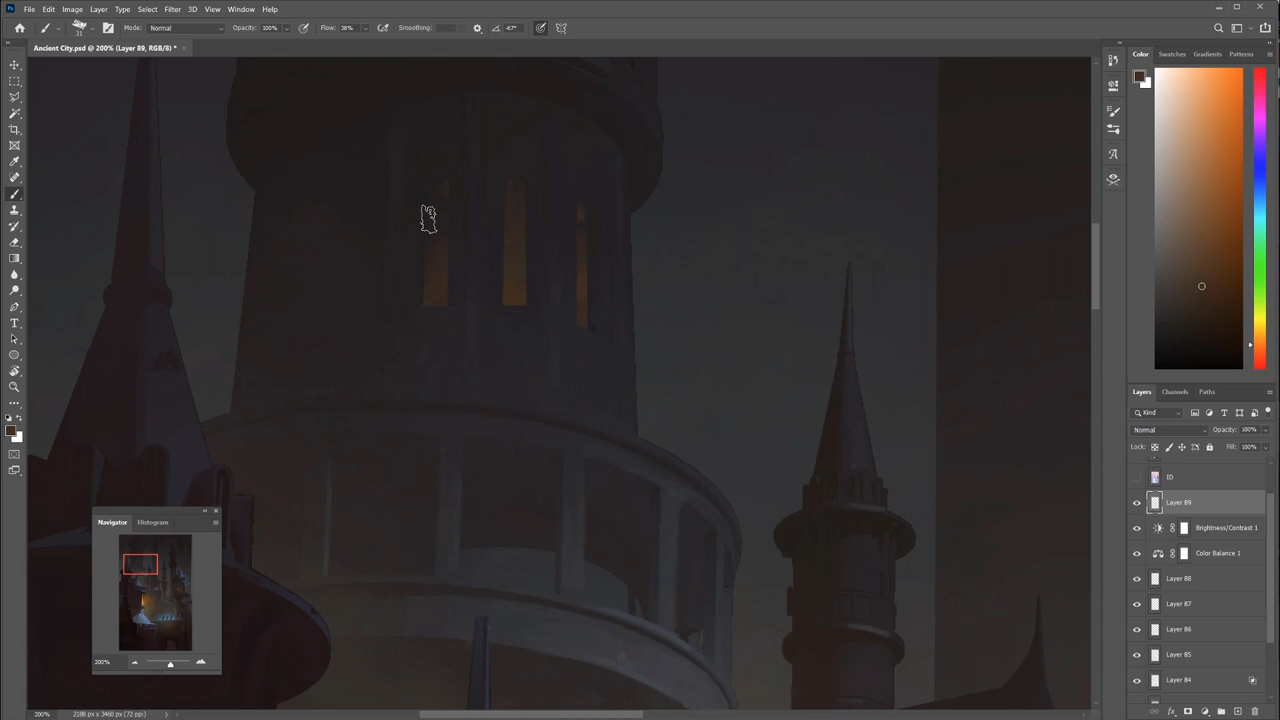 Ps File Edit Image Layer Type Select Filter 3D View Window Help
31 Mode: Normal Opacity: 100% Flow: 38% Smoothing: -67°
Ancient City.psd @ 200% (Layer 89, RGB/8) * ×
Color Swatches Gradients Patterns
Layers Channels Paths
Kind
Normal Opacity: 100%
Lock: Fill: 100%
ID
Layer 89
Brightness/Contrast 1
Color Balance 1
Layer 88
Layer 87
Layer 86
Layer 85
Layer 84
Navigator Histogram
200%
200% 2188 px x 3460 px (72 ppi)